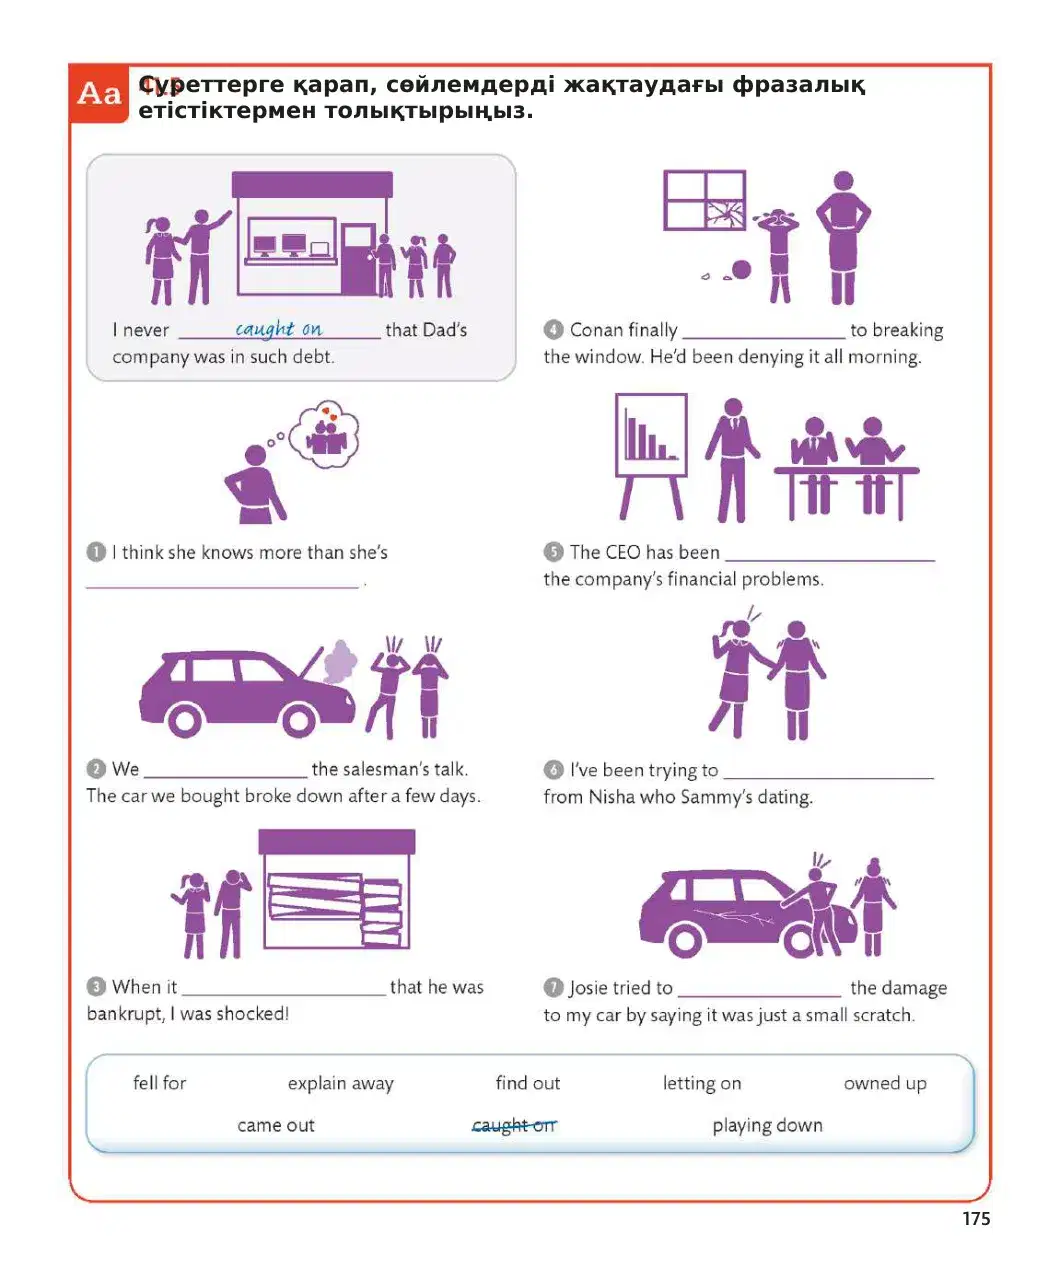 Aa
Суреттерге қарап, сөйлемдерді жақтаудағы фразалық
етістіктермен толықтырыңыз.
I never caught on that Dad's
company was in such debt.
1 I think she knows more than she's
.
2 We the salesman's talk.
The car we bought broke down after a few days.
3 When it that he was
bankrupt, I was shocked!
4 Conan finally to breaking
the window. He'd been denying it all morning.
5 The CEO has been
the company's financial problems.
6 I've been trying to
from Nisha who Sammy's dating.
7 Josie tried to the damage
to my car by saying it was just a small scratch.
fell for explain away find out letting on owned up
came out caught on playing down
175